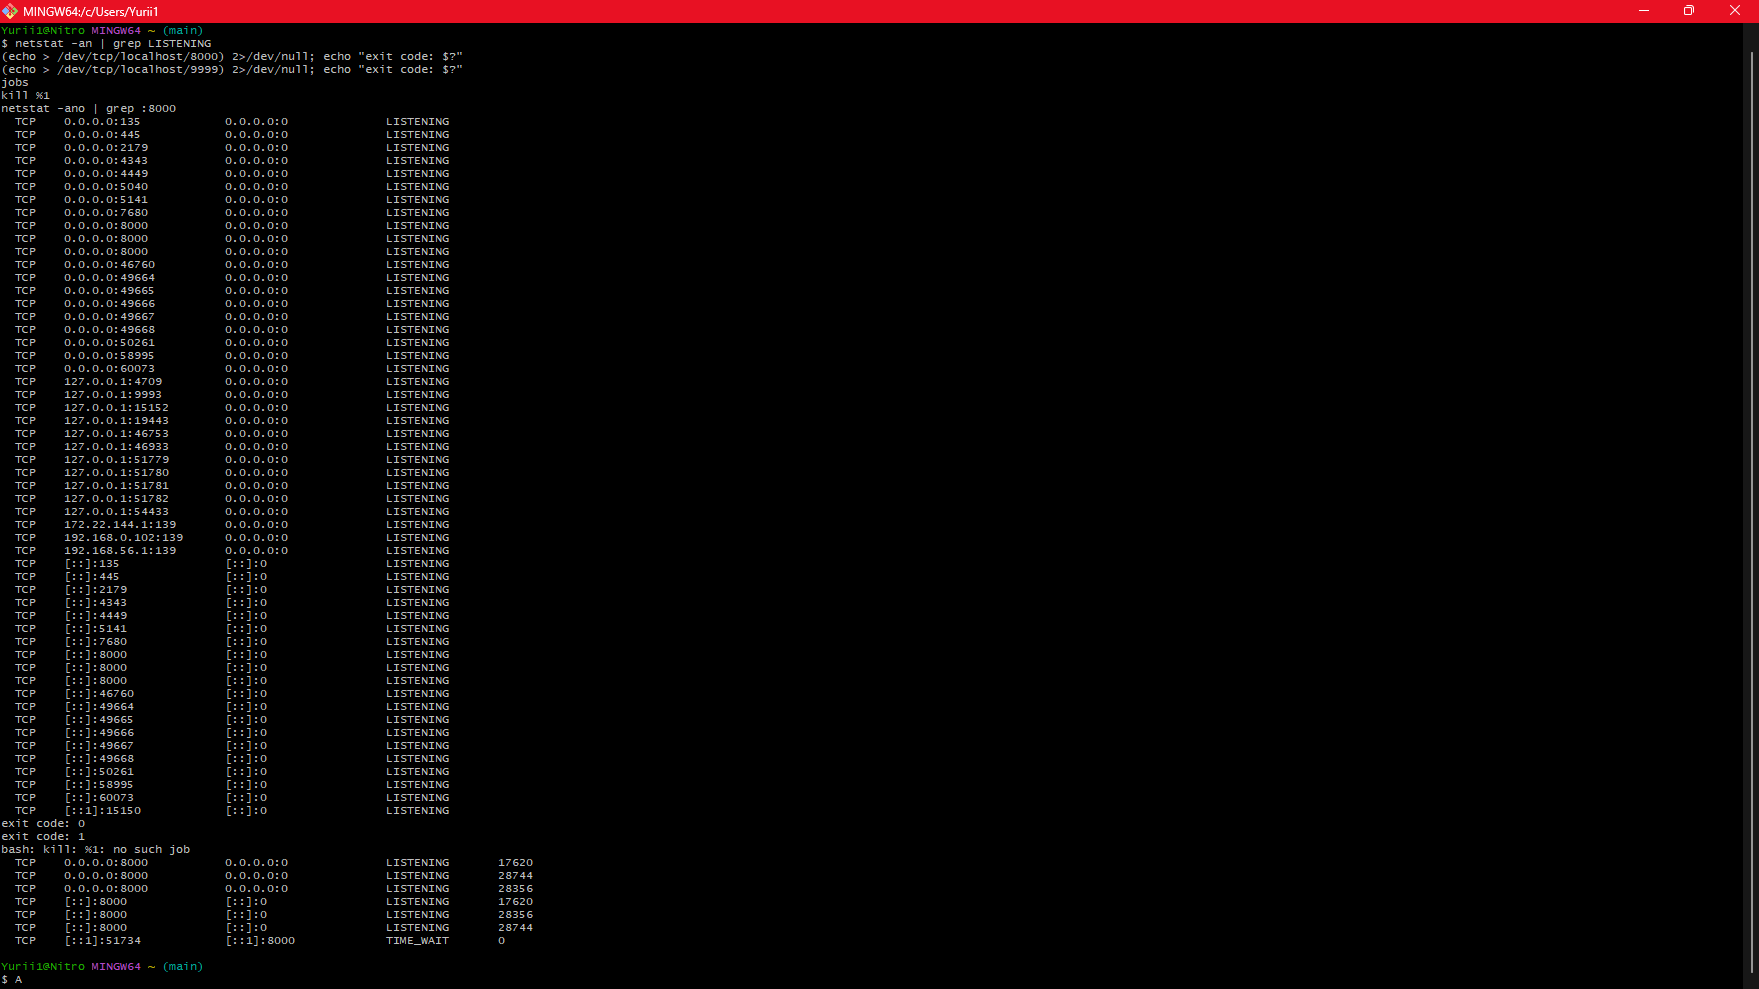 MINGW64:/c/Users/Yurii1
Yurii1@Nitro MINGW64 ~ (main)
$ netstat -an | grep LISTENING
(echo > /dev/tcp/localhost/8000) 2>/dev/null; echo "exit code: $?"
(echo > /dev/tcp/localhost/9999) 2>/dev/null; echo "exit code: $?"
jobs
kill %1
netstat -ano | grep :8000
TCP 0.0.0.0:135 0.0.0.0:0 LISTENING
TCP 0.0.0.0:445 0.0.0.0:0 LISTENING
TCP 0.0.0.0:2179 0.0.0.0:0 LISTENING
TCP 0.0.0.0:4343 0.0.0.0:0 LISTENING
TCP 0.0.0.0:4449 0.0.0.0:0 LISTENING
TCP 0.0.0.0:5040 0.0.0.0:0 LISTENING
TCP 0.0.0.0:5141 0.0.0.0:0 LISTENING
TCP 0.0.0.0:7680 0.0.0.0:0 LISTENING
TCP 0.0.0.0:8000 0.0.0.0:0 LISTENING
TCP 0.0.0.0:8000 0.0.0.0:0 LISTENING
TCP 0.0.0.0:8000 0.0.0.0:0 LISTENING
TCP 0.0.0.0:46760 0.0.0.0:0 LISTENING
TCP 0.0.0.0:49664 0.0.0.0:0 LISTENING
TCP 0.0.0.0:49665 0.0.0.0:0 LISTENING
TCP 0.0.0.0:49666 0.0.0.0:0 LISTENING
TCP 0.0.0.0:49667 0.0.0.0:0 LISTENING
TCP 0.0.0.0:49668 0.0.0.0:0 LISTENING
TCP 0.0.0.0:50261 0.0.0.0:0 LISTENING
TCP 0.0.0.0:58995 0.0.0.0:0 LISTENING
TCP 0.0.0.0:60073 0.0.0.0:0 LISTENING
TCP 127.0.0.1:4709 0.0.0.0:0 LISTENING
TCP 127.0.0.1:9993 0.0.0.0:0 LISTENING
TCP 127.0.0.1:15152 0.0.0.0:0 LISTENING
TCP 127.0.0.1:19443 0.0.0.0:0 LISTENING
TCP 127.0.0.1:46753 0.0.0.0:0 LISTENING
TCP 127.0.0.1:46933 0.0.0.0:0 LISTENING
TCP 127.0.0.1:51779 0.0.0.0:0 LISTENING
TCP 127.0.0.1:51780 0.0.0.0:0 LISTENING
TCP 127.0.0.1:51781 0.0.0.0:0 LISTENING
TCP 127.0.0.1:51782 0.0.0.0:0 LISTENING
TCP 127.0.0.1:54433 0.0.0.0:0 LISTENING
TCP 172.22.144.1:139 0.0.0.0:0 LISTENING
TCP 192.168.0.102:139 0.0.0.0:0 LISTENING
TCP 192.168.56.1:139 0.0.0.0:0 LISTENING
TCP [::]:135 [::]:0 LISTENING
TCP [::]:445 [::]:0 LISTENING
TCP [::]:2179 [::]:0 LISTENING
TCP [::]:4343 [::]:0 LISTENING
TCP [::]:4449 [::]:0 LISTENING
TCP [::]:5141 [::]:0 LISTENING
TCP [::]:7680 [::]:0 LISTENING
TCP [::]:8000 [::]:0 LISTENING
TCP [::]:8000 [::]:0 LISTENING
TCP [::]:8000 [::]:0 LISTENING
TCP [::]:46760 [::]:0 LISTENING
TCP [::]:49664 [::]:0 LISTENING
TCP [::]:49665 [::]:0 LISTENING
TCP [::]:49666 [::]:0 LISTENING
TCP [::]:49667 [::]:0 LISTENING
TCP [::]:49668 [::]:0 LISTENING
TCP [::]:50261 [::]:0 LISTENING
TCP [::]:58995 [::]:0 LISTENING
TCP [::]:60073 [::]:0 LISTENING
TCP [::1]:15150 [::]:0 LISTENING
exit code: 0
exit code: 1
bash: kill: %1: no such job
TCP 0.0.0.0:8000 0.0.0.0:0 LISTENING 17620
TCP 0.0.0.0:8000 0.0.0.0:0 LISTENING 28744
TCP 0.0.0.0:8000 0.0.0.0:0 LISTENING 28356
TCP [::]:8000 [::]:0 LISTENING 17620
TCP [::]:8000 [::]:0 LISTENING 28356
TCP [::]:8000 [::]:0 LISTENING 28744
TCP [::1]:51734 [::1]:8000 TIME_WAIT 0
Yurii1@Nitro MINGW64 ~ (main)
$ A